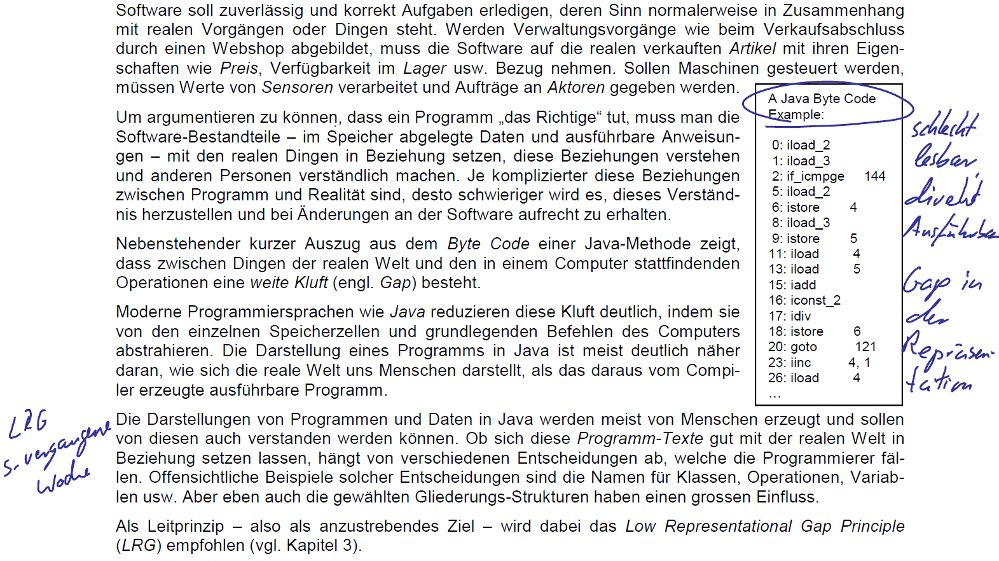 Software soll zuverlässig und korrekt Aufgaben erledigen, deren Sinn normalerweise in Zusammenhang
mit realen Vorgängen oder Dingen steht. Werden Verwaltungsvorgänge wie beim Verkaufsabschluss
durch einen Webshop abgebildet, muss die Software auf die realen verkauften Artikel mit ihren Eigen-
schaften wie Preis, Verfügbarkeit im Lager usw. Bezug nehmen. Sollen Maschinen gesteuert werden,
müssen Werte von Sensoren verarbeitet und Aufträge an Aktoren gegeben werden.
Um argumentieren zu können, dass ein Programm „das Richtige“ tut, muss man die
Software-Bestandteile – im Speicher abgelegte Daten und ausführbare Anweisun-
gen – mit den realen Dingen in Beziehung setzen, diese Beziehungen verstehen
und anderen Personen verständlich machen. Je komplizierter diese Beziehungen
zwischen Programm und Realität sind, desto schwieriger wird es, dieses Verständ-
nis herzustellen und bei Änderungen an der Software aufrecht zu erhalten.
Nebenstehender kurzer Auszug aus dem Byte Code einer Java-Methode zeigt,
dass zwischen Dingen der realen Welt und den in einem Computer stattfindenden
Operationen eine weite Kluft (engl. Gap) besteht.
Moderne Programmiersprachen wie Java reduzieren diese Kluft deutlich, indem sie
von den einzelnen Speicherzellen und grundlegenden Befehlen des Computers
abstrahieren. Die Darstellung eines Programms in Java ist meist deutlich näher
daran, wie sich die reale Welt uns Menschen darstellt, als das daraus vom Compi-
ler erzeugte ausführbare Programm.
A Java Byte Code
Example:
0: iload_2
1: iload_3
2: if_icmpge 144
5: iload_2
6: istore 4
8: iload_3
9: istore 5
11: iload 4
13: iload 5
15: iadd
16: iconst_2
17: idiv
18: istore 6
20: goto 121
23: iinc 4, 1
26: iload 4
...
schlecht
lesbar
direkt
Ausführbar
Gap in
der
Repräsen-
tation
LRG
s. vergangene
Woche
Die Darstellungen von Programmen und Daten in Java werden meist von Menschen erzeugt und sollen
von diesen auch verstanden werden können. Ob sich diese Programm-Texte gut mit der realen Welt in
Beziehung setzen lassen, hängt von verschiedenen Entscheidungen ab, welche die Programmierer fäl-
len. Offensichtliche Beispiele solcher Entscheidungen sind die Namen für Klassen, Operationen, Variab-
len usw. Aber eben auch die gewählten Gliederungs-Strukturen haben einen grossen Einfluss.
Als Leitprinzip – also als anzustrebendes Ziel – wird dabei das Low Representational Gap Principle
(LRG) empfohlen (vgl. Kapitel 3).